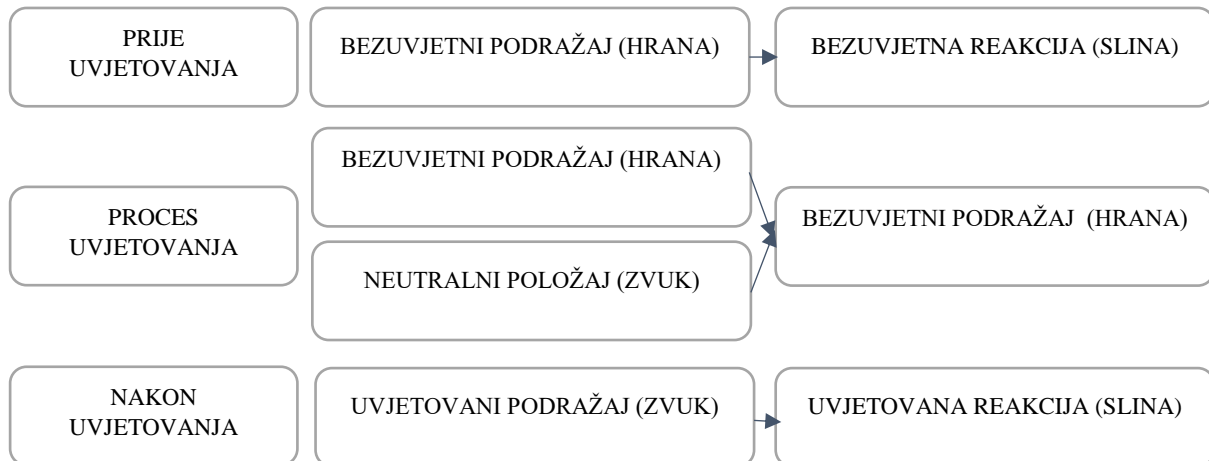 PRIJE
UVJETOVANJA
BEZUVJETNI PODRAŽAJ (HRANA)
BEZUVJETNA REAKCIJA (SLINA)
PROCES
UVJETOVANJA
BEZUVJETNI PODRAŽAJ (HRANA)
NEUTRALNI POLOŽAJ (ZVUK)
BEZUVJETNI PODRAŽAJ  (HRANA)
NAKON
UVJETOVANJA
UVJETOVANI PODRAŽAJ (ZVUK)
UVJETOVANA REAKCIJA (SLINA)